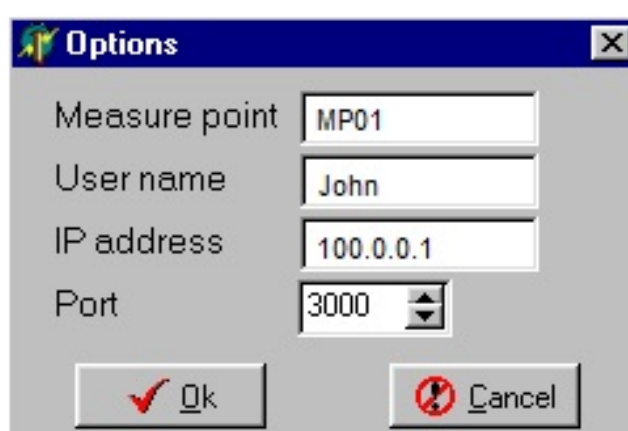 Options
Measure point MP01
User name John
IP address 100.0.0.1
Port 3000
Ok Cancel